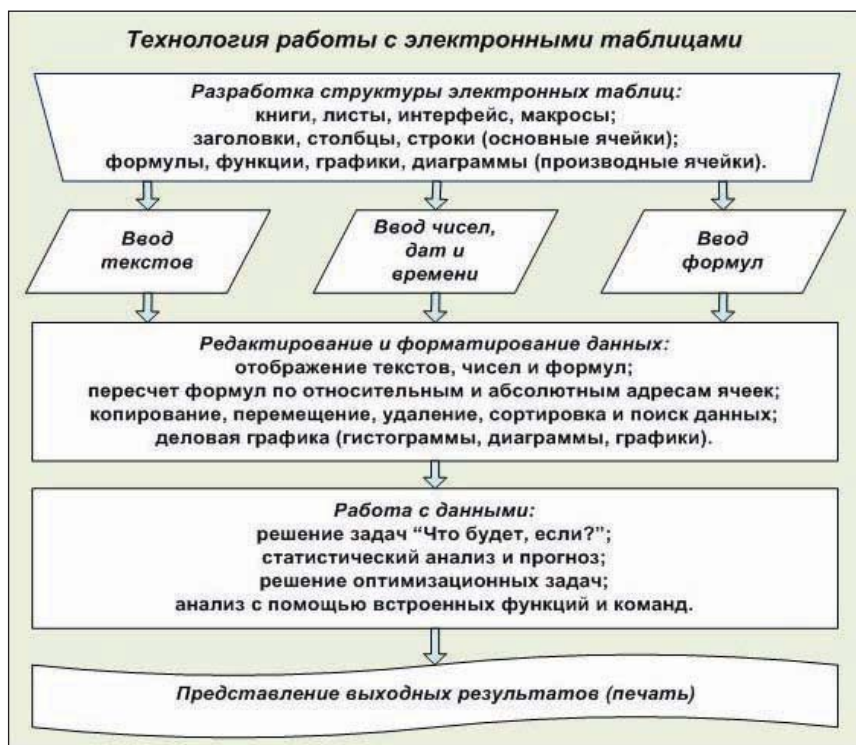 Технология работы с электронными таблицами
Разработка структуры электронных таблиц:
книги, листы, интерфейс, макросы;
заголовки, столбцы, строки (основные ячейки);
формулы, функции, графики, диаграммы (производные ячейки).
Ввод
текстов
Ввод чисел,
дат и
времени
Ввод
формул
Редактирование и форматирование данных:
отображение текстов, чисел и формул;
пересчет формул по относительным и абсолютным адресам ячеек;
копирование, перемещение, удаление, сортировка и поиск данных;
деловая графика (гистограммы, диаграммы, графики).
Работа с данными:
решение задач “Что будет, если?”;
статистический анализ и прогноз;
решение оптимизационных задач;
анализ с помощью встроенных функций и команд.
Представление выходных результатов (печать)